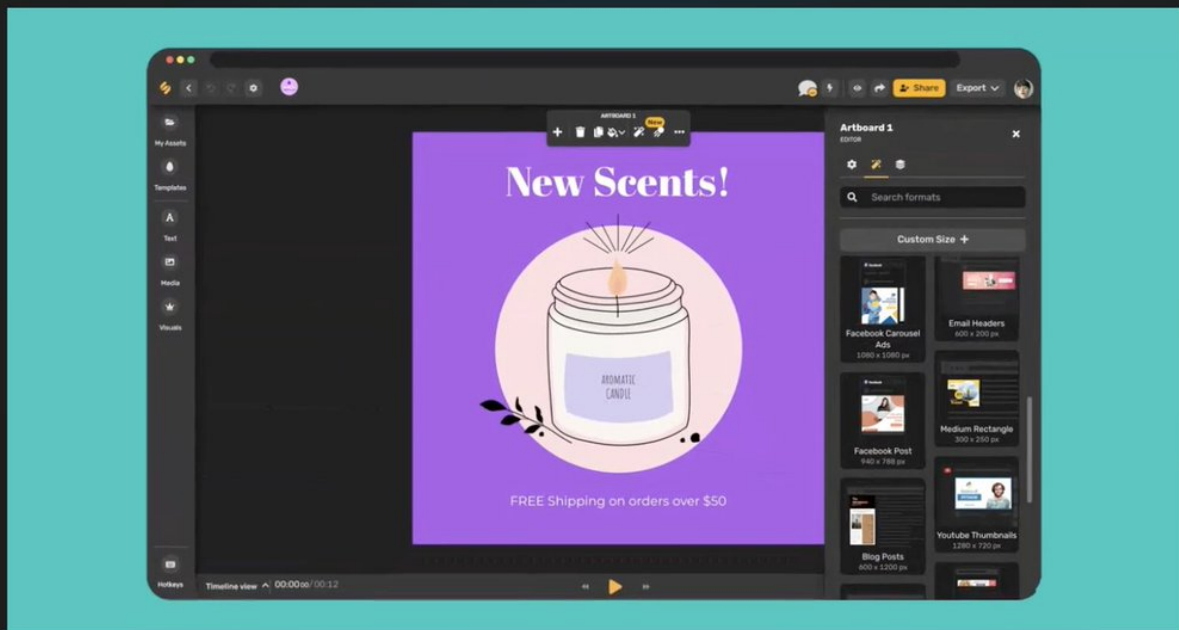 Share
Export
My Assets
Templates
Text
Media
Visuals
Hotkeys
ARTBOARD 1
New
New Scents!
AROMATIC
CANDLE
FREE Shipping on orders over $50
Timeline view
00:00:00/00:12
Artboard 1
EDITOR
Search formats
Custom Size +
Facebook Carousel
Ads
1080 x 1080 px
Email Headers
600 x 200 px
Facebook Post
940 x 788 px
Medium Rectangle
300 x 250 px
Blog Posts
600 x 1200 px
Youtube Thumbnails
1280 x 720 px